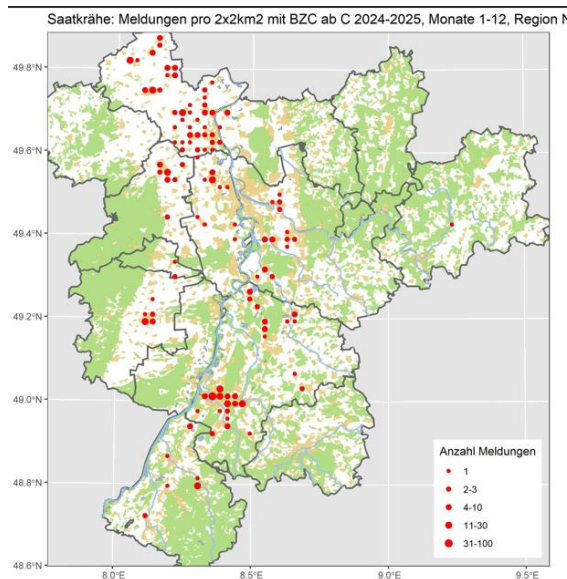 Saatkrähe: Meldungen pro 2x2km2 mit BZC ab C 2024-2025, Monate 1-12, Region N
49.8°N
49.6°N
49.4°N
49.2°N
49.0°N
48.8°N
48.6°N
8.0°E 8.5°E 9.0°E 9.5°E
Anzahl Meldungen
1
2-3
4-10
11-30
31-100